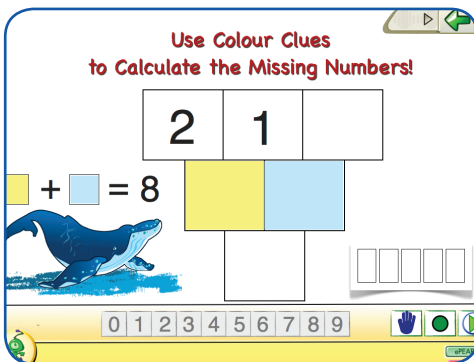 Use Colour Clues
to Calculate the Missing Numbers!
2 1
+ = 8
0 1 2 3 4 5 6 7 8 9